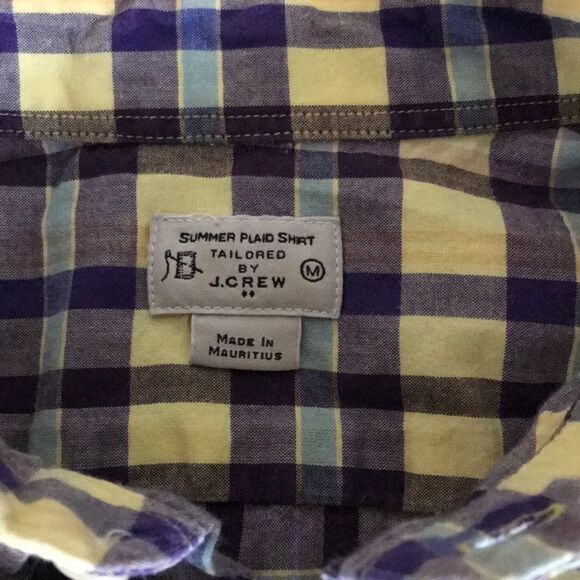 SUMMER PLAID SHIRT
TAILORED
BY
M
J.CREW
MADE IN
MAURITIUS